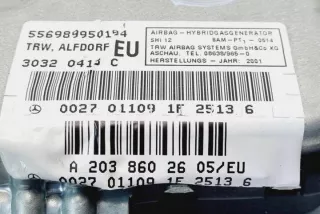 556989950194
TRW, ALFDORF EU
3032 0414 C
AIRBAG - HYBRIDGASGENERATOR
SHI 12 BAM-PT1 - 0514
TRW AIRBAG SYSTEMS GmbH&Co KG
ASCHAU. TEL. 08638/985-0
HERSTELLUNGS - JAHR: 2001
0027 01109 1E 2513 6
A 203 860 26 05/EU
0027 01109 1E 2513 6